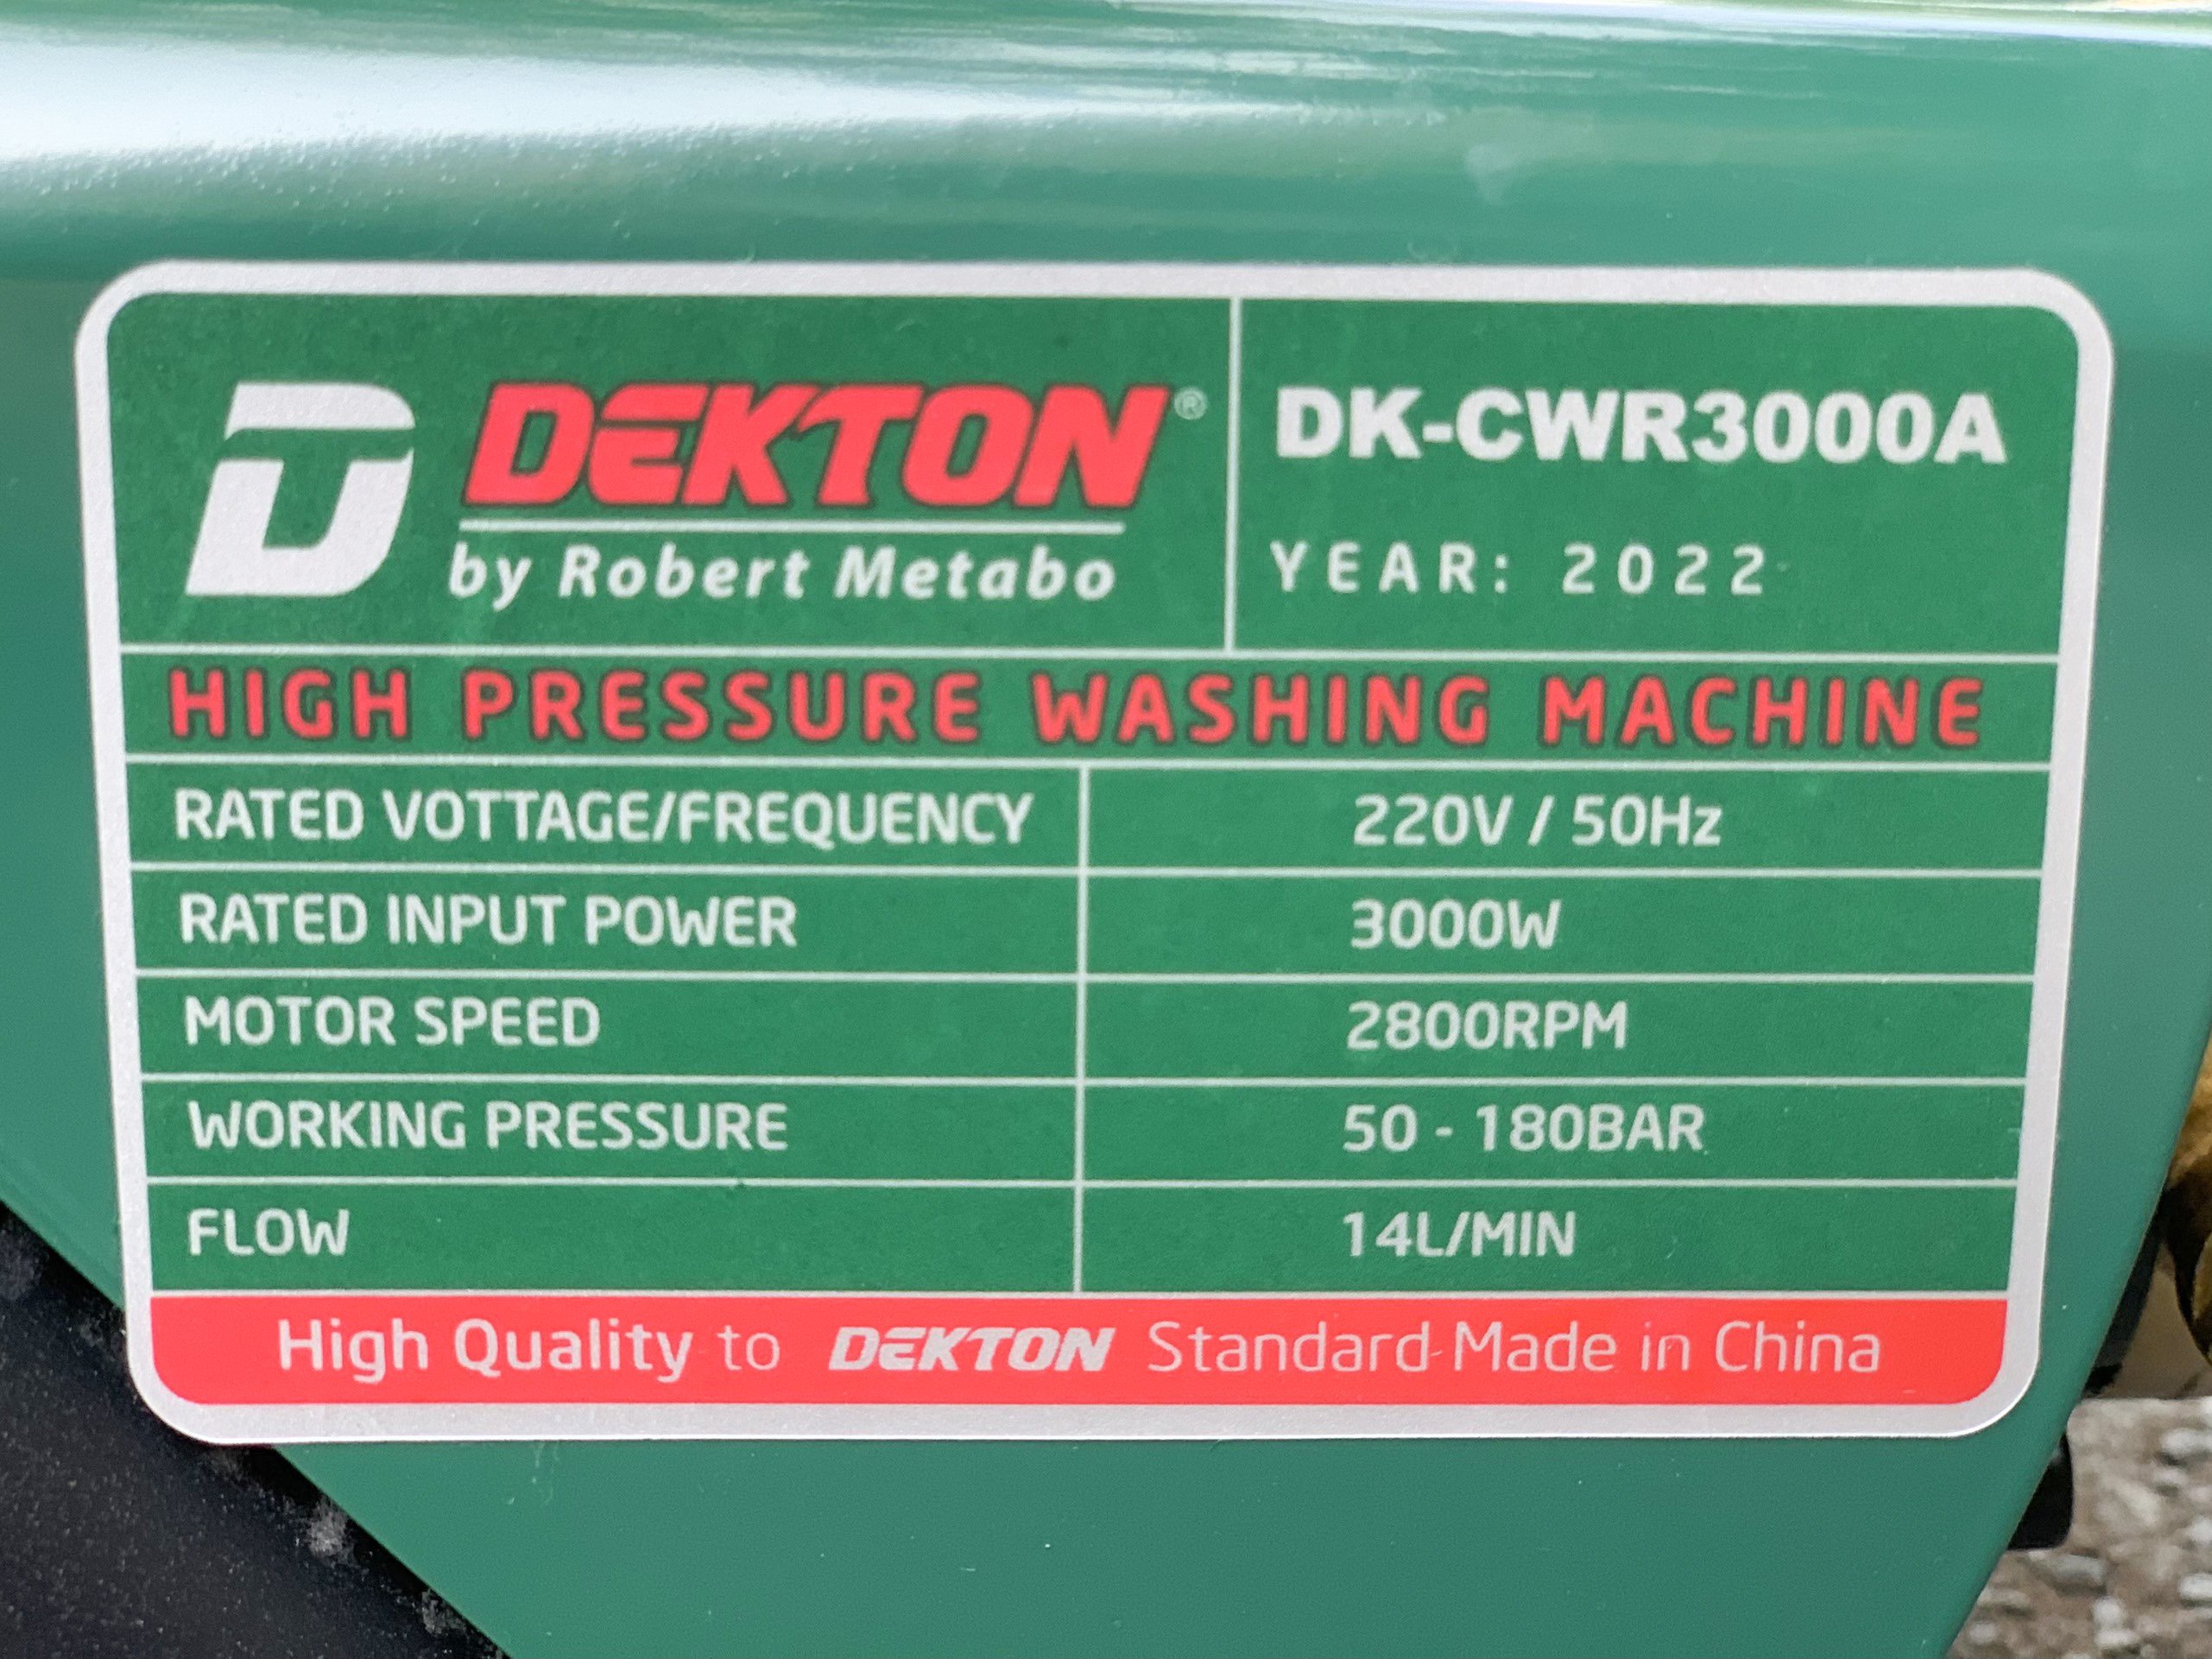 DEKTON®
by Robert Metabo
DK-CWR3000A
YEAR: 2022
HIGH PRESSURE WASHING MACHINE
RATED VOTTAGE/FREQUENCY 220V / 50Hz
RATED INPUT POWER 3000W
MOTOR SPEED 2800RPM
WORKING PRESSURE 50 - 180BAR
FLOW 14L/MIN
High Quality to DEKTON Standard Made in China